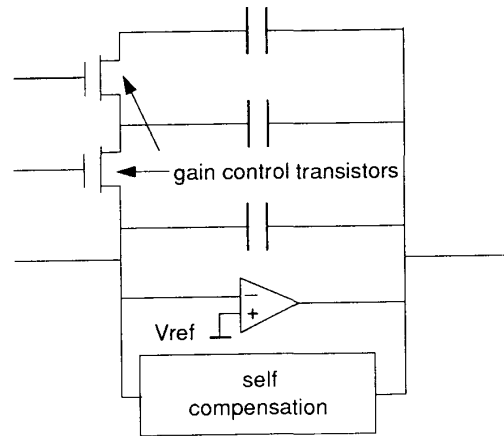 gain control transistors
−
+
Vref
self
compensation